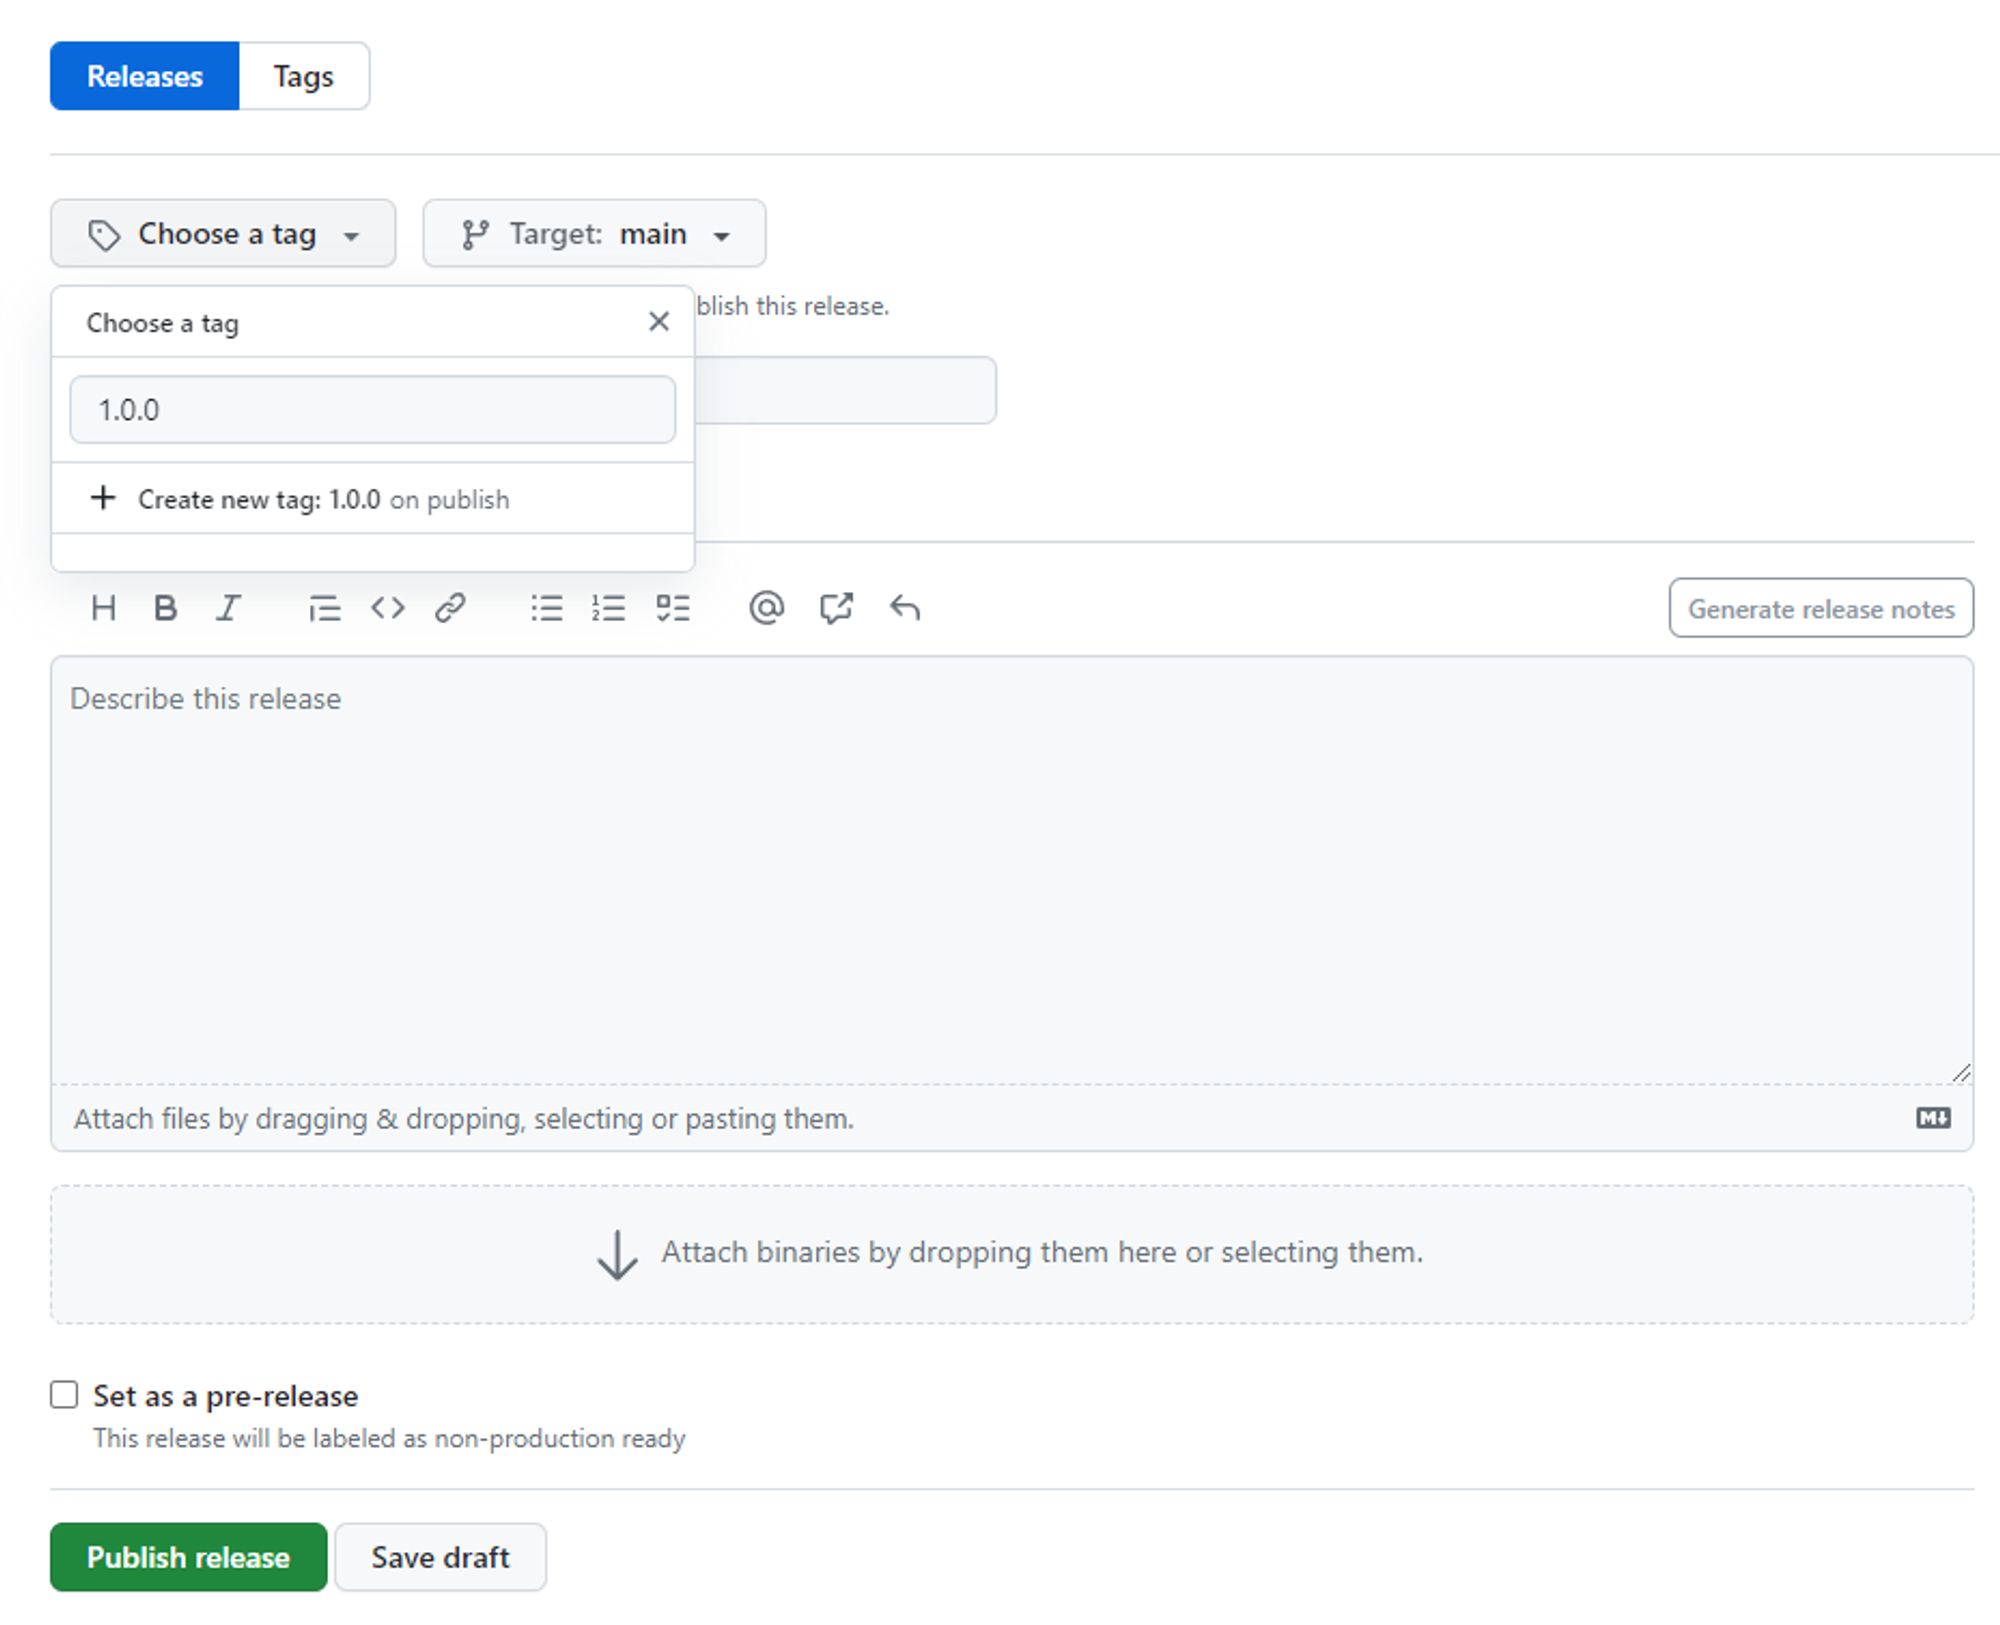 Releases Tags
Choose a tag Target: main
Choose a tag
blish this release.
1.0.0
Create new tag: 1.0.0 on publish
H B I
Generate release notes
Describe this release
Attach files by dragging & dropping, selecting or pasting them.
Attach binaries by dropping them here or selecting them.
Set as a pre-release
This release will be labeled as non-production ready
Publish release Save draft